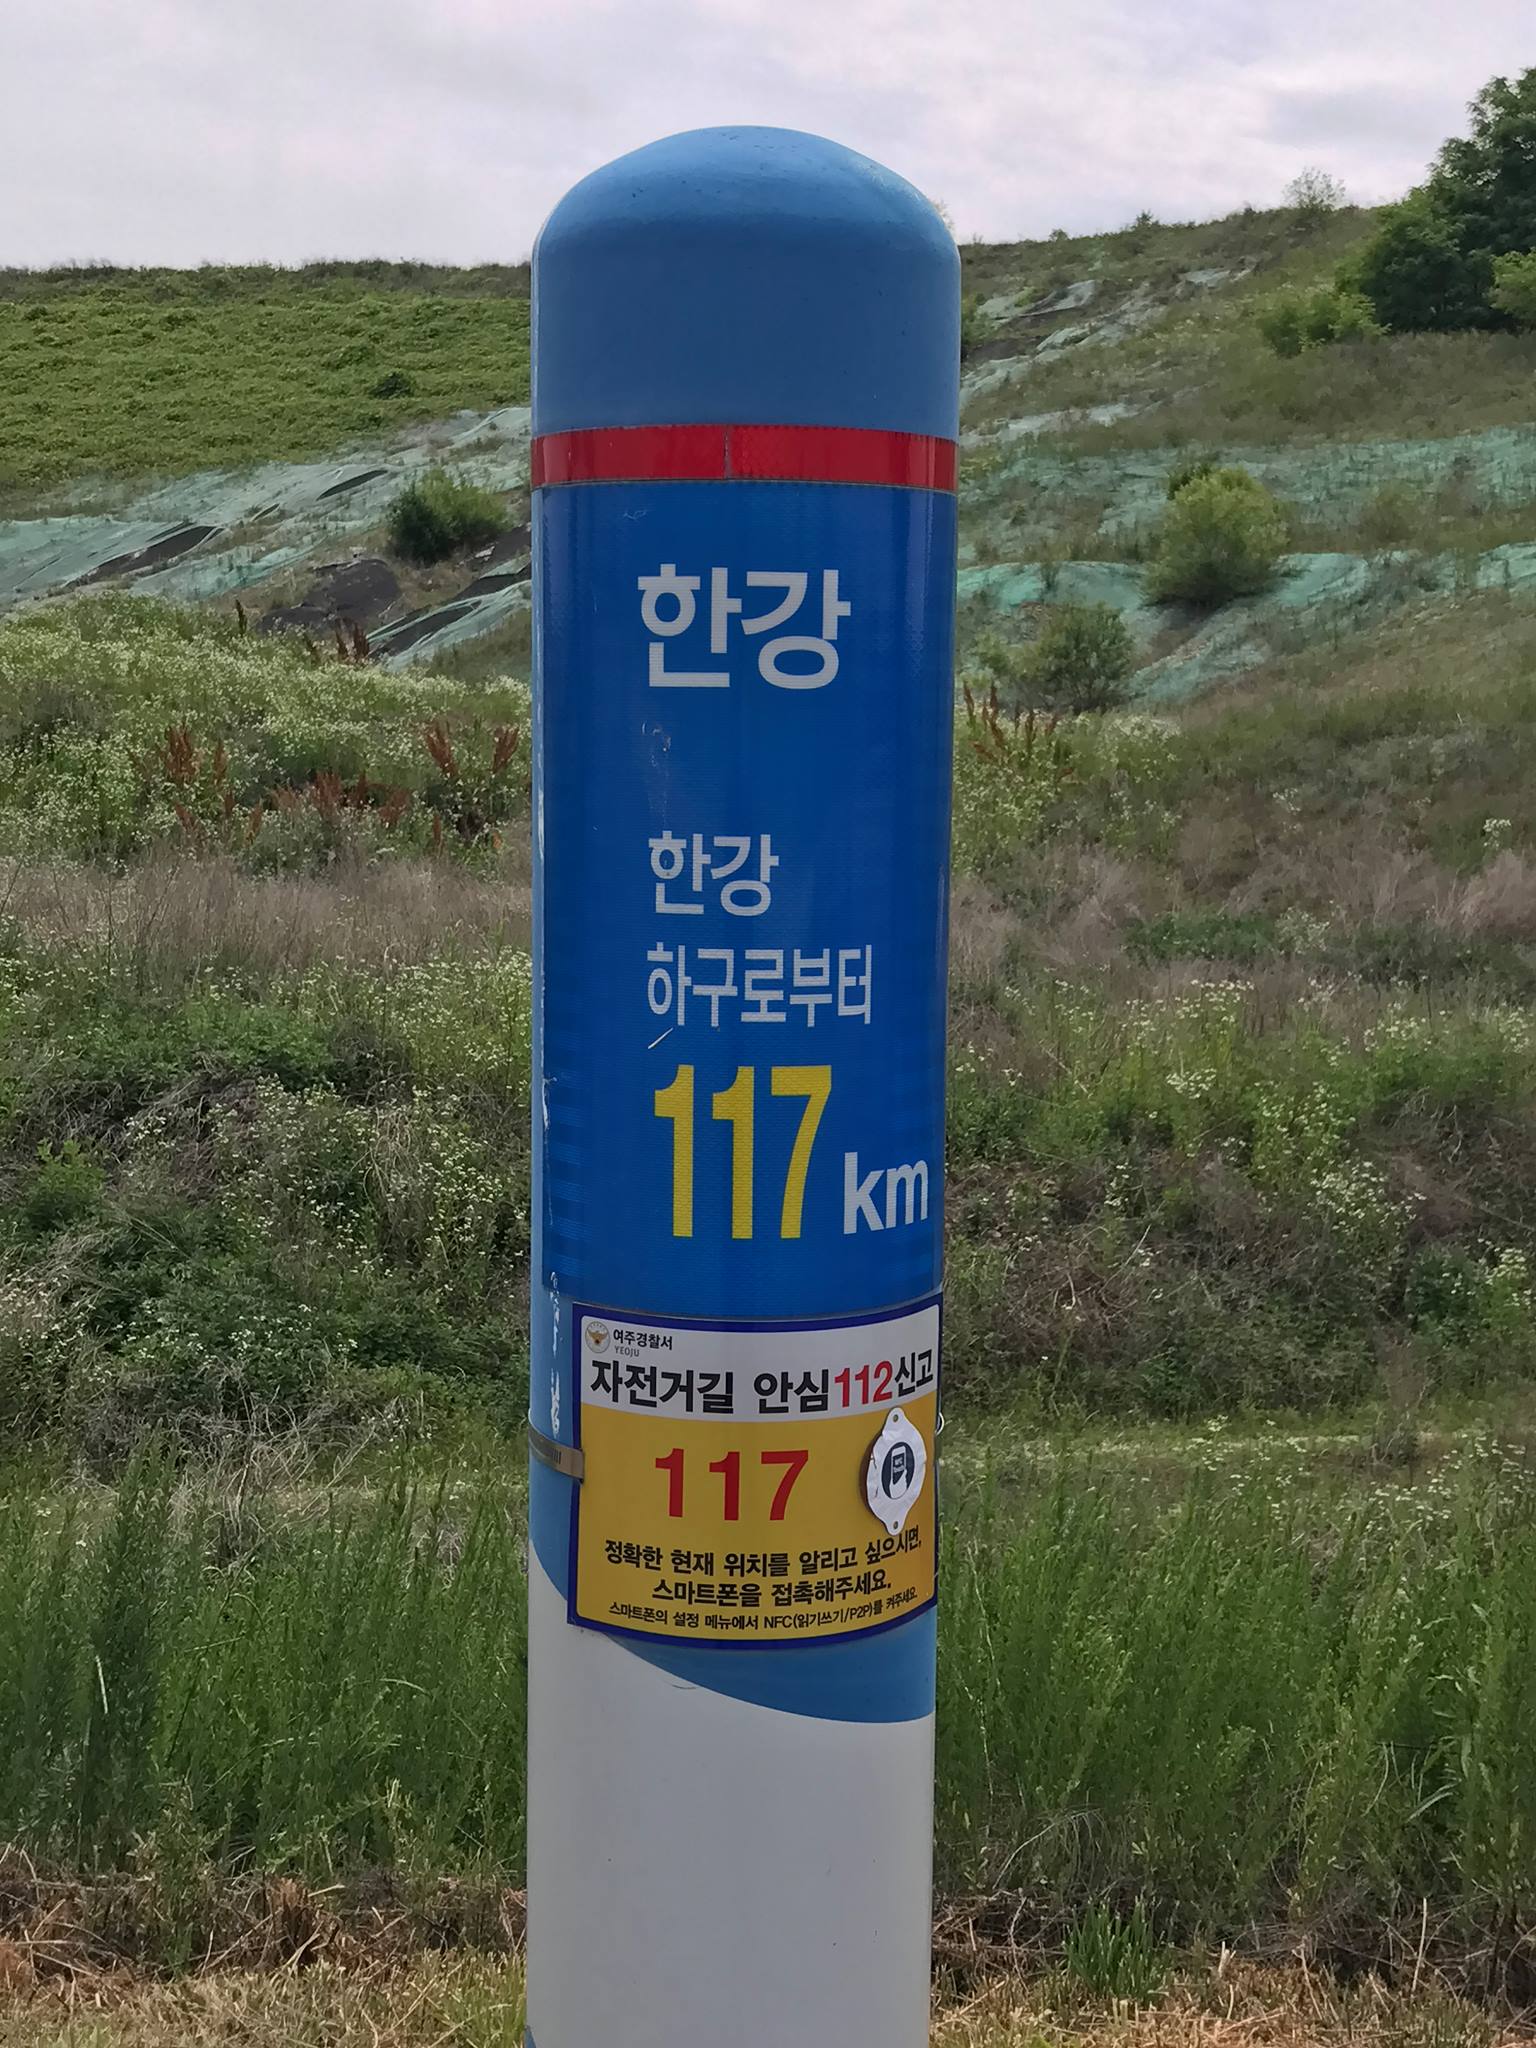 한강
한강
하구로부터
117 km
여주경찰서
YEOJU
자전거길 안심112신고
117
정확한 현재 위치를 알리고 싶으시면,
스마트폰을 접촉해주세요.
스마트폰의 설정 메뉴에서 NFC(읽기쓰기/P2P)를 켜주세요.